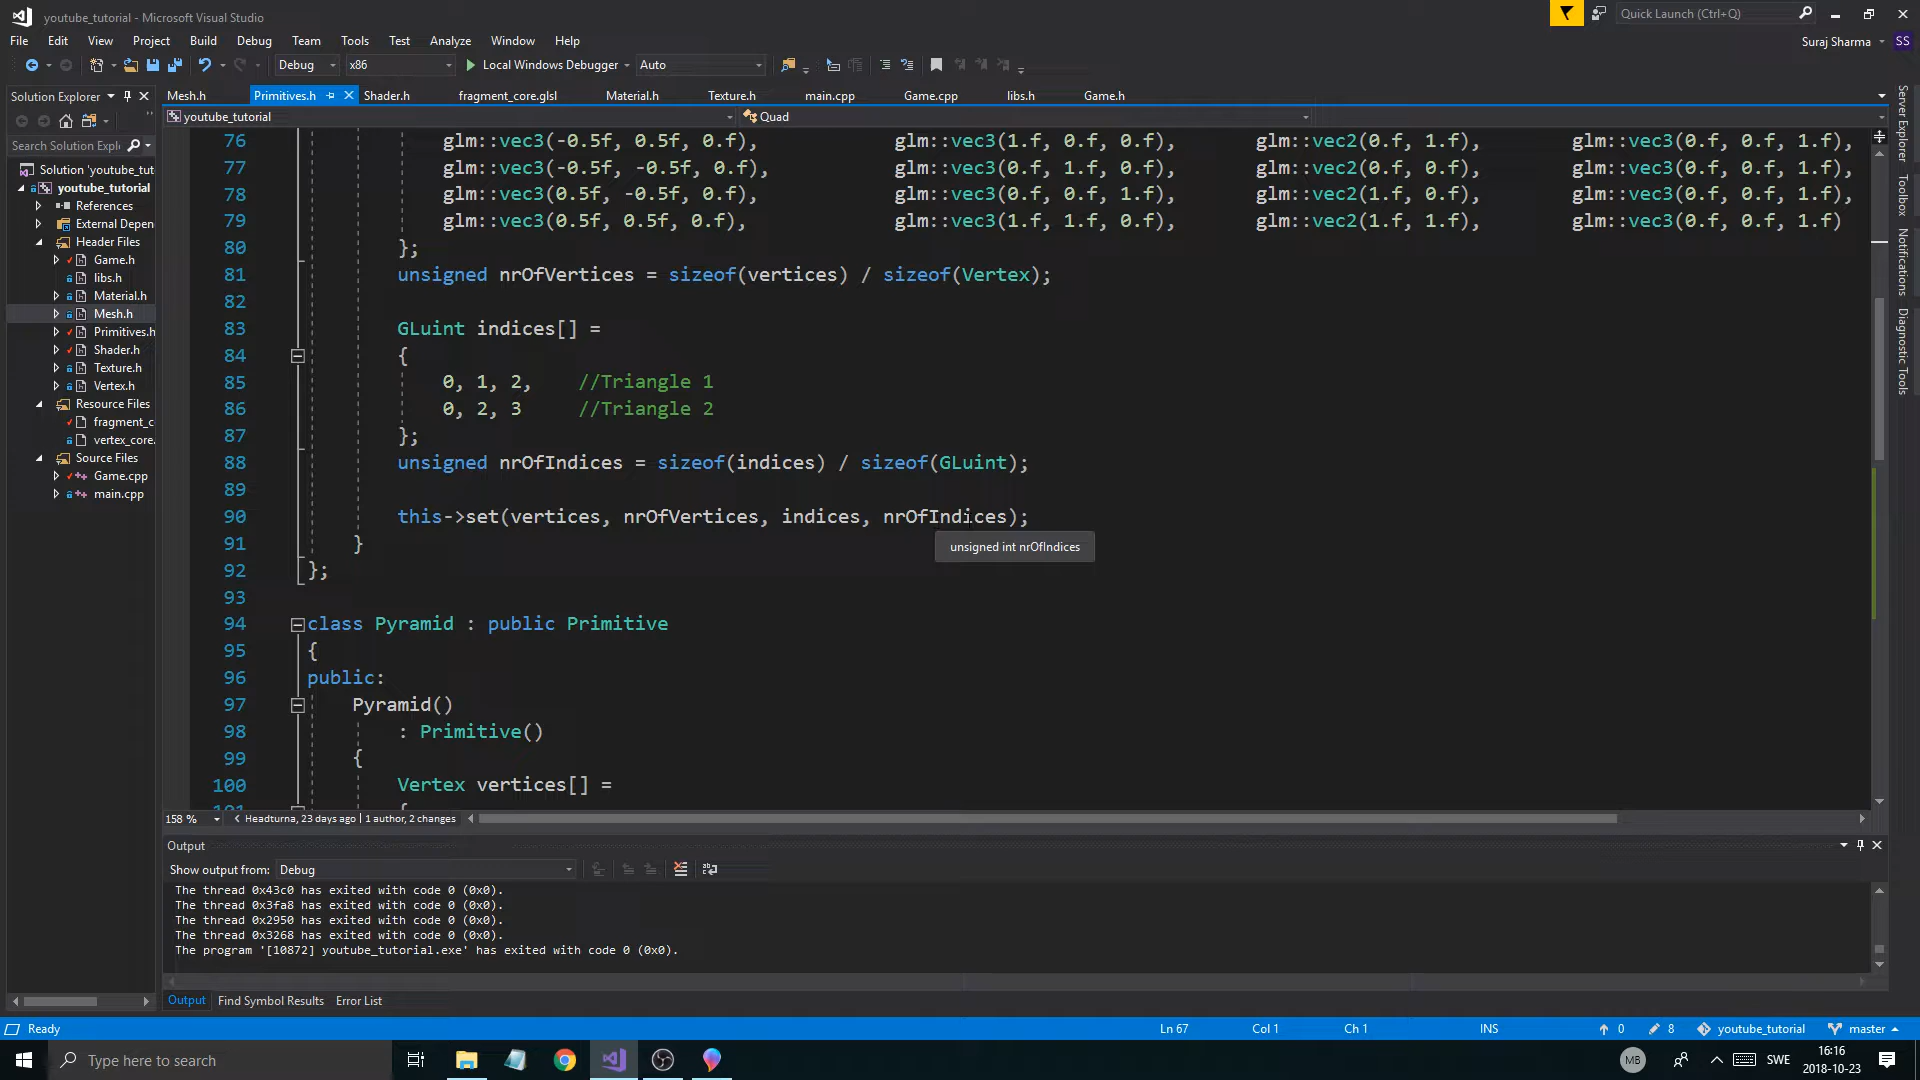 youtube_tutorial - Microsoft Visual Studio
Quick Launch (Ctrl+Q)
File Edit View Project Build Debug Team Tools Test Analyze Window Help
Suraj Sharma SS
Debug x86 Local Windows Debugger Auto
Solution Explorer
Mesh.h Primitives.h Shader.h fragment_core.glsl Material.h Texture.h main.cpp Game.cpp libs.h Game.h
youtube_tutorial Quad
Search Solution Explo
Solution 'youtube_tut
youtube_tutorial
References
External Depen
Header Files
Game.h
libs.h
Material.h
Mesh.h
Primitives.h
Shader.h
Texture.h
Vertex.h
Resource Files
fragment_c
vertex_core.
Source Files
Game.cpp
main.cpp
76 glm::vec3(-0.5f, 0.5f, 0.f), glm::vec3(1.f, 0.f, 0.f), glm::vec2(0.f, 1.f), glm::vec3(0.f, 0.f, 1.f),
77 glm::vec3(-0.5f, -0.5f, 0.f), glm::vec3(0.f, 1.f, 0.f), glm::vec2(0.f, 0.f), glm::vec3(0.f, 0.f, 1.f),
78 glm::vec3(0.5f, -0.5f, 0.f), glm::vec3(0.f, 0.f, 1.f), glm::vec2(1.f, 0.f), glm::vec3(0.f, 0.f, 1.f),
79 glm::vec3(0.5f, 0.5f, 0.f), glm::vec3(1.f, 1.f, 0.f), glm::vec2(1.f, 1.f), glm::vec3(0.f, 0.f, 1.f)
80 };
81 unsigned nrOfVertices = sizeof(vertices) / sizeof(Vertex);
82
83 GLuint indices[] =
84 {
85 0, 1, 2, //Triangle 1
86 0, 2, 3 //Triangle 2
87 };
88 unsigned nrOfIndices = sizeof(indices) / sizeof(GLuint);
89
90 this->set(vertices, nrOfVertices, indices, nrOfIndices);
unsigned int nrOfIndices
91 }
92 };
93
94 class Pyramid : public Primitive
95 {
96 public:
97 Pyramid()
98 : Primitive()
99 {
100 Vertex vertices[] =
101 {
Server Explorer
Toolbox
Notifications
Diagnostic Tools
158 % Headturna, 23 days ago | 1 author, 2 changes
Output
Show output from: Debug
The thread 0x43c0 has exited with code 0 (0x0).
The thread 0x3fa8 has exited with code 0 (0x0).
The thread 0x2950 has exited with code 0 (0x0).
The thread 0x3268 has exited with code 0 (0x0).
The program '[10872] youtube_tutorial.exe' has exited with code 0 (0x0).
Output Find Symbol Results Error List
Ready Ln 67 Col 1 Ch 1 INS 0 8 youtube_tutorial master
Type here to search
MB SWE 16:16
2018-10-23